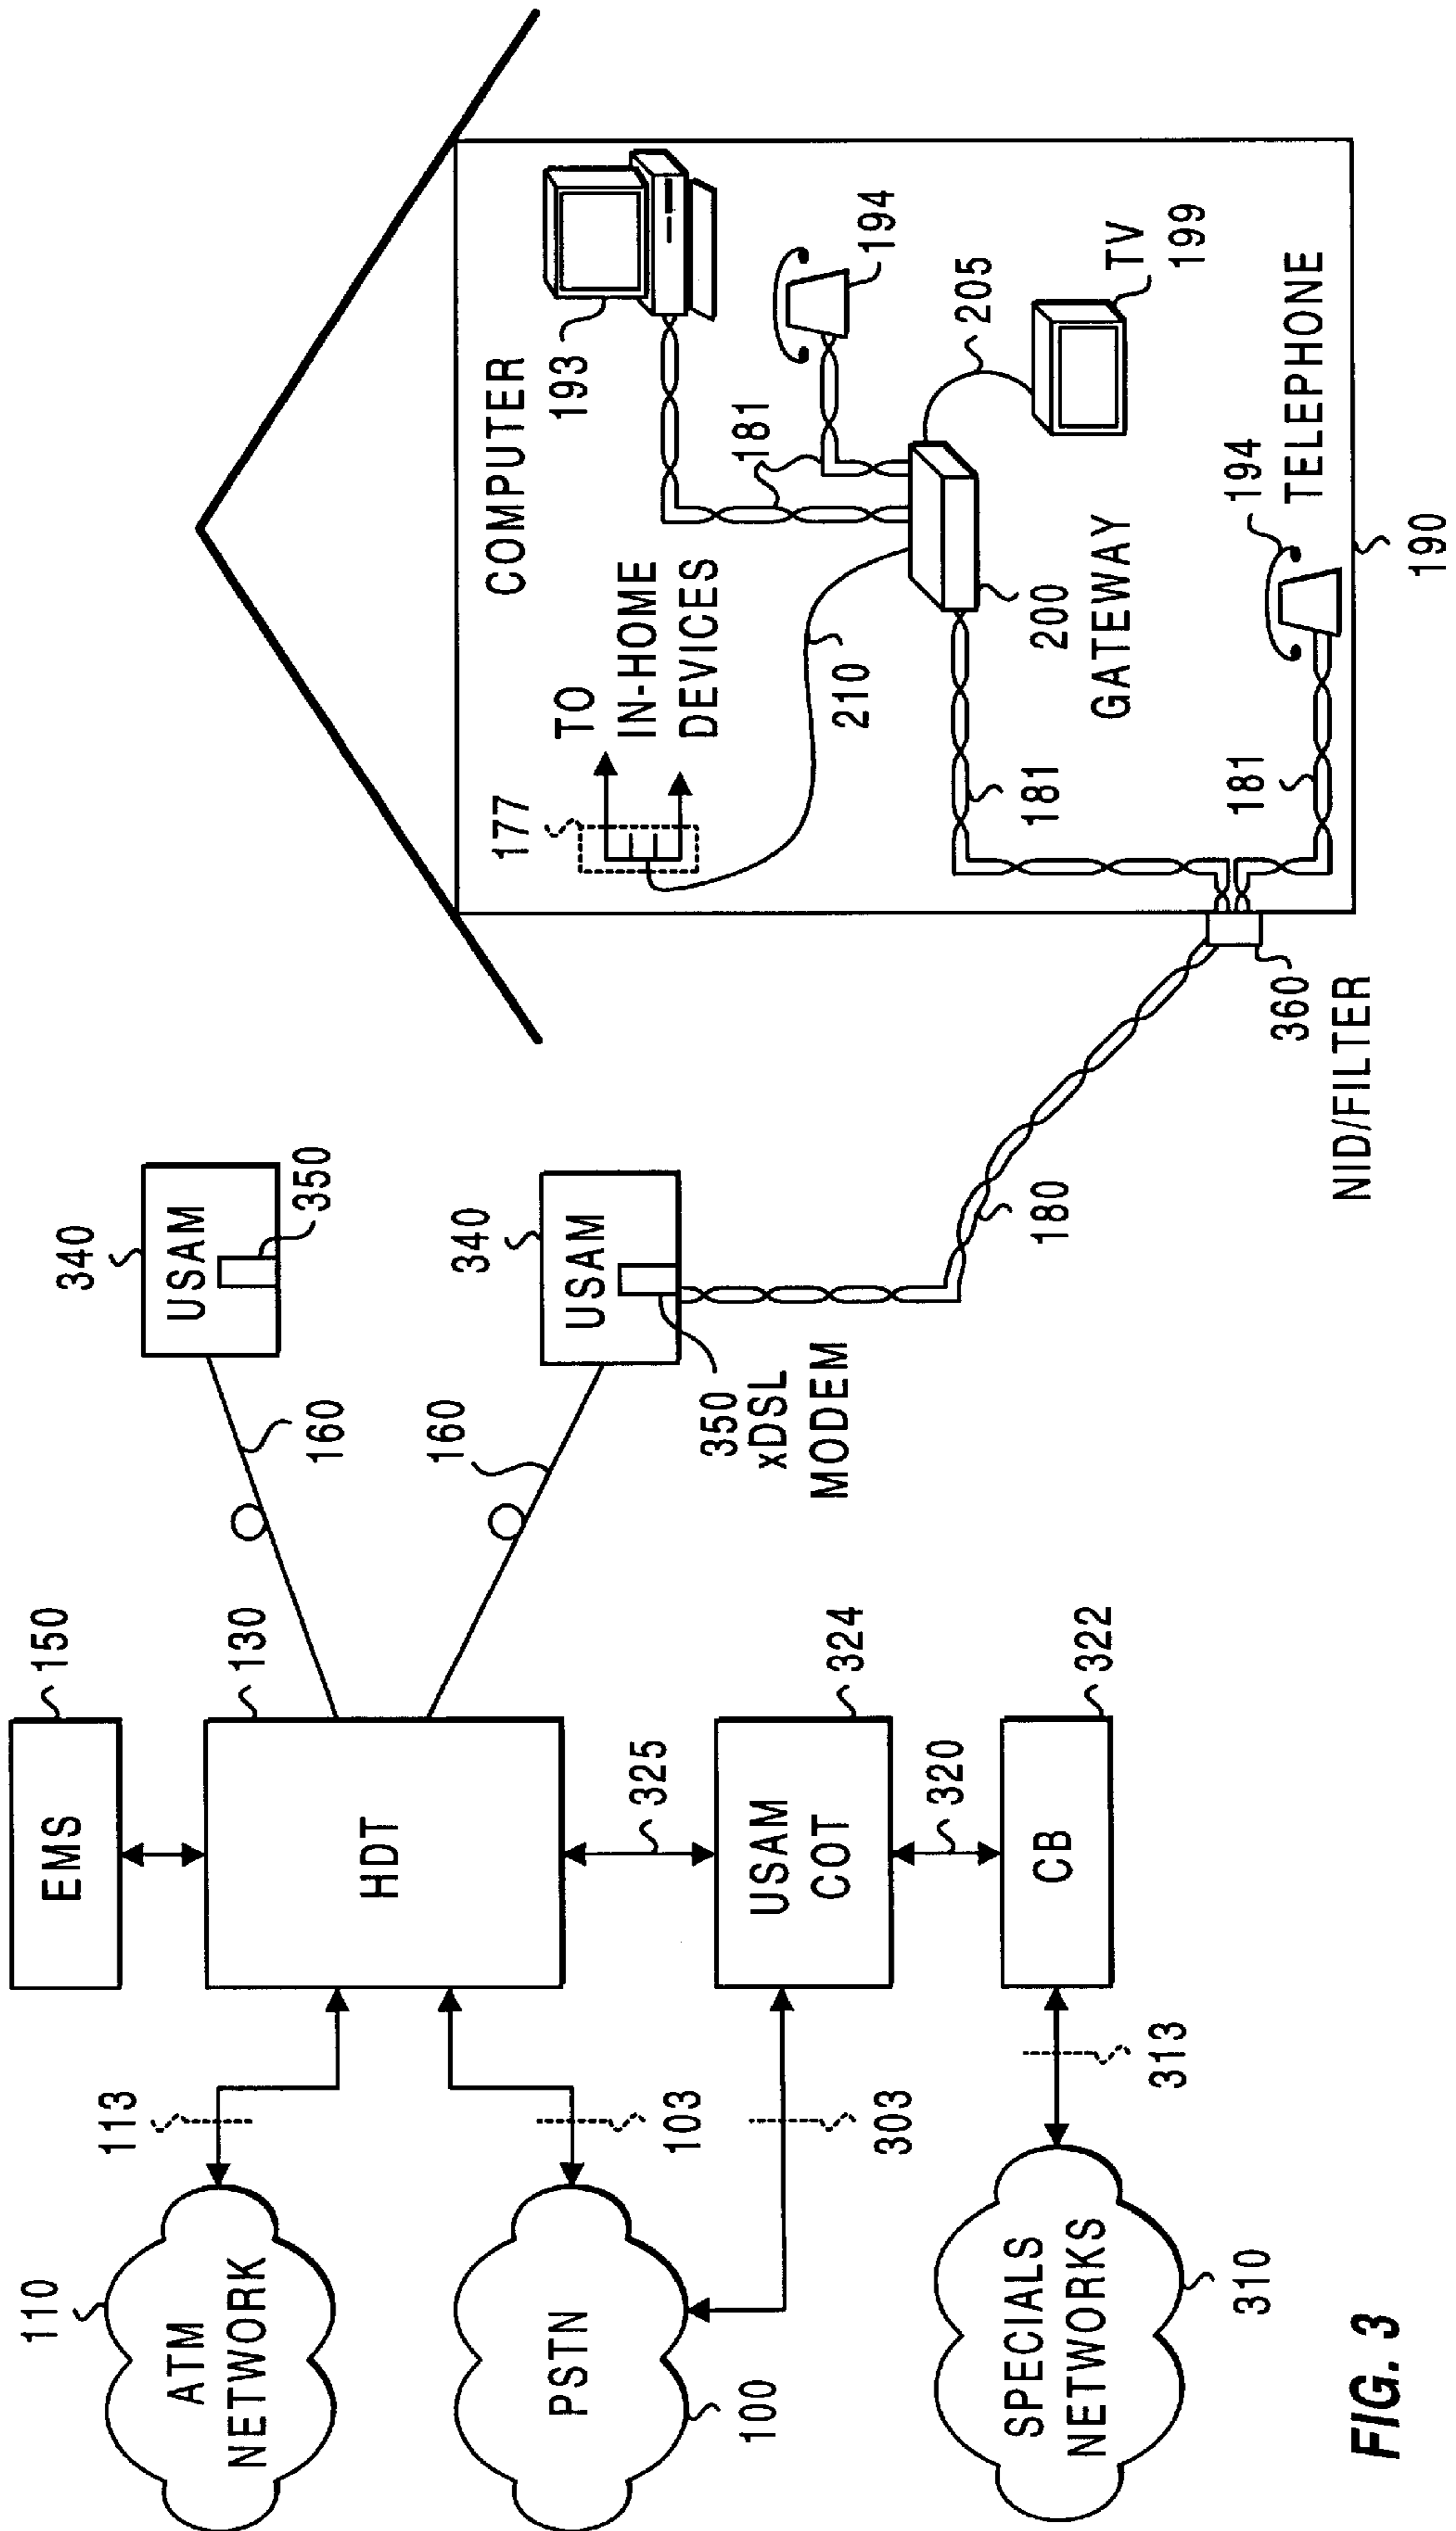 EMS
150
HDT
130
113
110
ATM
NETWORK
103
PSTN
100
303
325
USAM
COT
324
320
CB
322
313
SPECIALS
NETWORKS
310
160
160
340
USAM
350
340
USAM
350
xDSL
MODEM
180
360
NID/FILTER
177
TO
IN-HOME
DEVICES
COMPUTER
193
181
194
210
205
TV
199
200
GATEWAY
181
181
194
TELEPHONE
190
FIG. 3